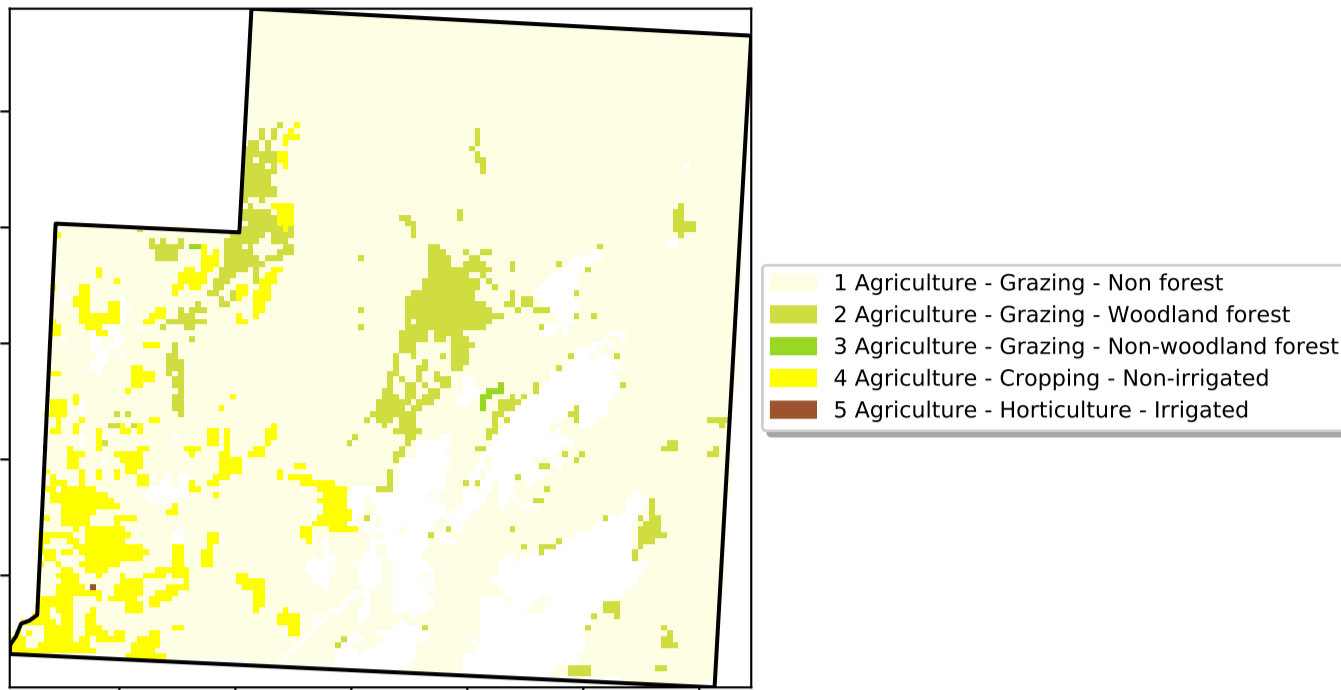 1 Agriculture - Grazing - Non forest
2 Agriculture - Grazing - Woodland forest
3 Agriculture - Grazing - Non-woodland forest
4 Agriculture - Cropping - Non-irrigated
5 Agriculture - Horticulture - Irrigated